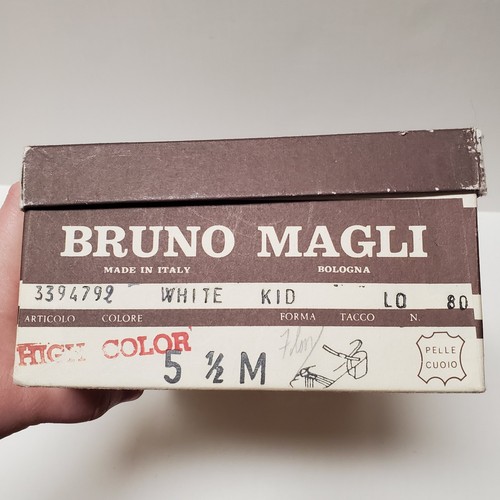 BRUNO MAGLI
MADE IN ITALY BOLOGNA
3394792 WHITE KID LO 80
ARTICOLO COLORE FORMA TACCO N.
HIGH COLOR
5 ½ M
PELLE
CUOIO